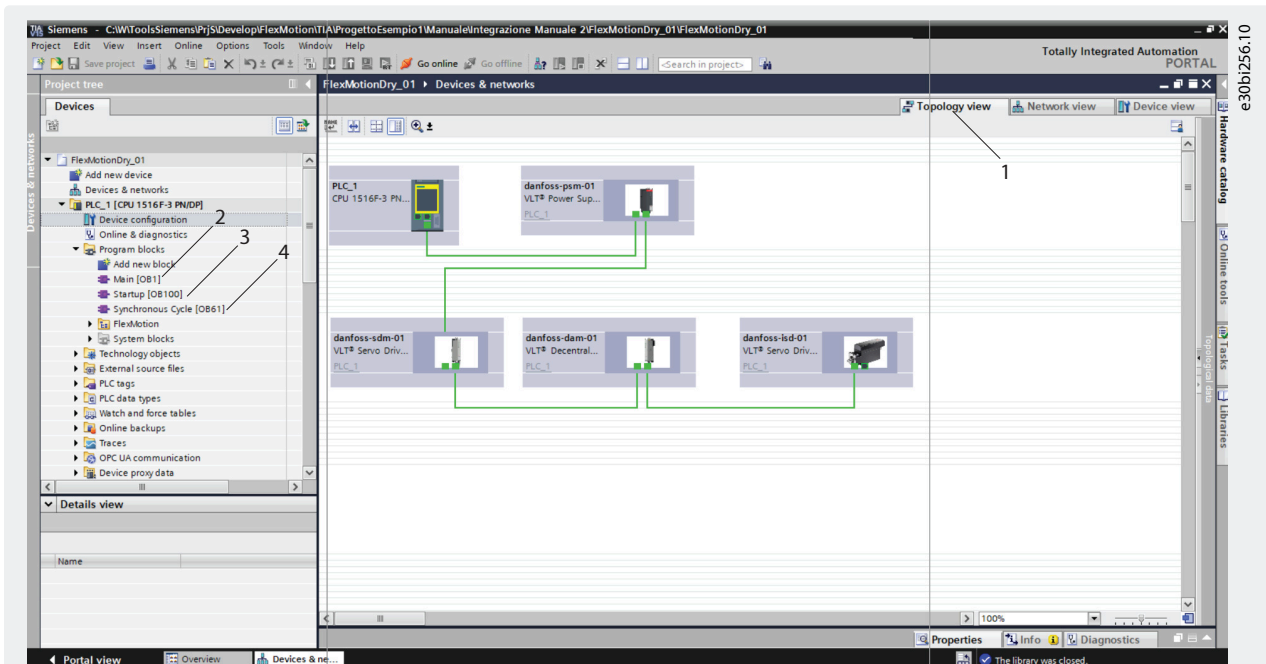 Siemens - C:\W\ToolsSiemens\PrjS\Develop\FlexMotion\TIA\ProgettoEsempio1\Manuale\Integrazione Manuale 2\FlexMotionDry_01\FlexMotionDry_01
Project Edit View Insert Online Options Tools Window Help
Totally Integrated Automation
PORTAL
Save project
Go online
Go offline
<Search in project>
e30bi256.10
Project tree
FlexMotionDry_01 Devices & networks
Devices
Topology view
Network view
Device view
FlexMotionDry_01
Add new device
Devices & networks
PLC_1 [CPU 1516F-3 PN/DP]
Device configuration
Online & diagnostics
Program blocks
Add new block
Main [OB1]
Startup [OB100]
Synchronous Cycle [OB61]
FlexMotion
System blocks
Technology objects
External source files
PLC tags
PLC data types
Watch and force tables
Online backups
Traces
OPC UA communication
Device proxy data
1
2
3
4
Details view
Name
PLC_1
CPU 1516F-3 PN...
danfoss-psm-01
VLT® Power Sup...
PLC_1
danfoss-sdm-01
VLT® Servo Driv...
PLC_1
danfoss-dam-01
VLT® Decentral...
PLC_1
danfoss-isd-01
VLT® Servo Driv...
PLC_1
Devices & networks
Hardware catalog
Online tools
Tasks
Libraries
Topological data
100%
Properties
Info
Diagnostics
Portal view
Overview
Devices & ne...
The library was closed.